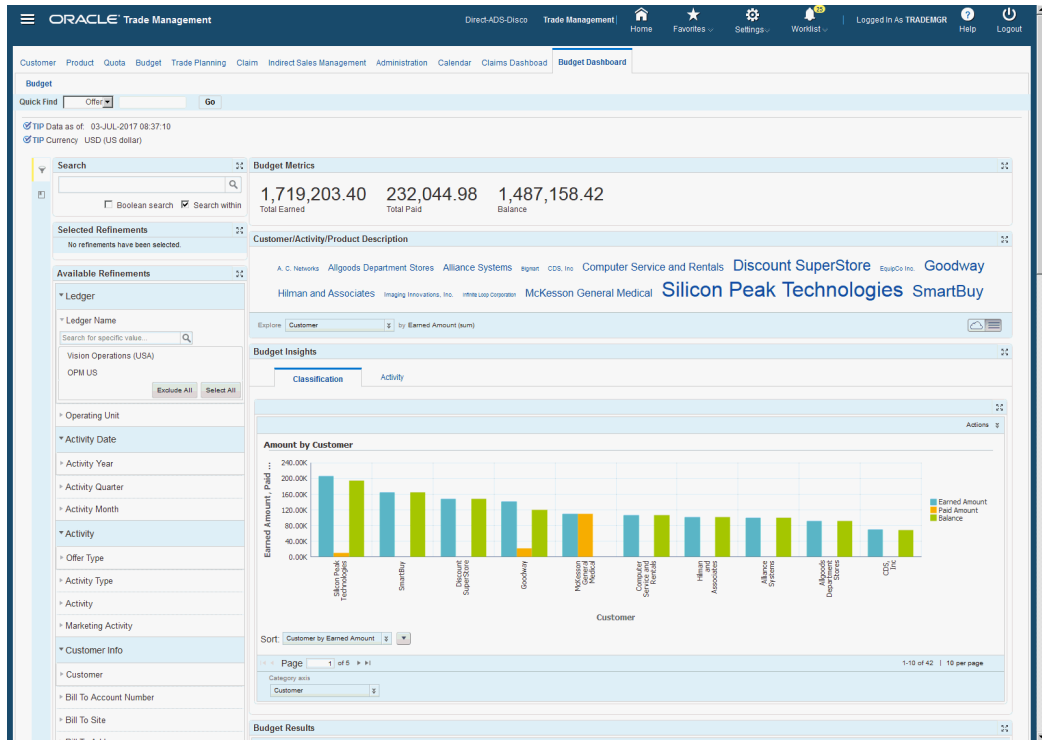 ORACLE Trade Management
Direct-ADS-Disco Trade Management
Home Favorites Settings 25 Worklist Logged In As TRADEMGR ? Help Logout
Customer Product Quota Budget Trade Planning Claim Indirect Sales Management Administration Calendar Claims Dashboad Budget Dashboard
Budget
Quick Find Offer Go
TIP Data as of: 03-JUL-2017 08:37:10
TIP Currency USD (US dollar)
Search
Boolean search Search within
Selected Refinements
No refinements have been selected.
Available Refinements
Ledger
Ledger Name
Search for specific value...
Vision Operations (USA)
OPM US
Exclude All Select All
Operating Unit
Activity Date
Activity Year
Activity Quarter
Activity Month
Activity
Offer Type
Activity Type
Activity
Marketing Activity
Customer Info
Customer
Bill To Account Number
Bill To Site
Budget Metrics
1,719,203.40 232,044.98 1,487,158.42
Total Earned Total Paid Balance
Customer/Activity/Product Description
A. C. Networks Allgoods Department Stores Alliance Systems Bigmart CDS, Inc Computer Service and Rentals Discount SuperStore EquipCo Inc. Goodway
Hilman and Associates Imaging Innovations, Inc. Infinite Loop Corporation McKesson General Medical Silicon Peak Technologies SmartBuy
Explore Customer by Earned Amount (sum)
Budget Insights
Classification Activity
Actions
Amount by Customer
Earned Amount, Paid ...
240.00K
200.00K
160.00K
120.00K
80.00K
40.00K
0.00K
Silicon Peak Technologies
SmartBuy
Discount SuperStore
Goodway
McKesson General Medical
Computer Service and Rentals
Hilman and Associates
Alliance Systems
Allgoods Department Stores
CDS, Inc
Customer
Earned Amount
Paid Amount
Balance
Sort: Customer by Earned Amount
Page 1 of 5 1-10 of 42 | 10 per page
Category axis
Customer
Budget Results